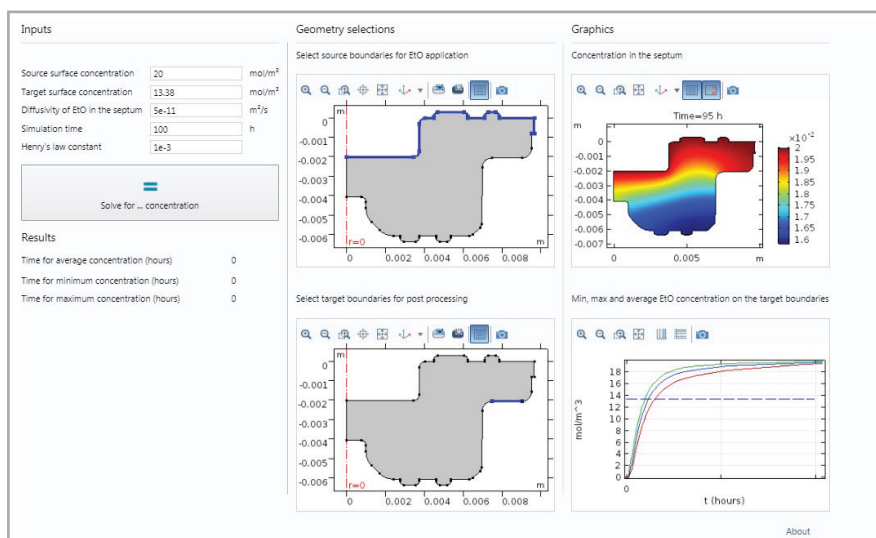 Inputs
Source surface concentration 20 mol/m³
Target surface concentration 13.38 mol/m³
Diffusivity of EtO in the septum 5e-11 m²/s
Simulation time 100 h
Henry's law constant 1e-3
=
Solve for ... concentration
Results
Time for average concentration (hours) 0
Time for minimum concentration (hours) 0
Time for maximum concentration (hours) 0
Geometry selections
Select source boundaries for EtO application
m
0
-0.001
-0.002
-0.003
-0.004
-0.005
-0.006
r=0
m
0 0.002 0.004 0.006 0.008
Select target boundaries for post processing
m
0
-0.001
-0.002
-0.003
-0.004
-0.005
-0.006
r=0
m
0 0.002 0.004 0.006 0.008
Graphics
Concentration in the septum
Time=95 h
m
0
-0.001
-0.002
-0.003
-0.004
-0.005
-0.006
-0.007
0 0.005 m
×10⁻²
2
1.95
1.9
1.85
1.8
1.75
1.7
1.65
1.6
Min, max and average EtO concentration on the target boundaries
mol/m^3
18
16
14
12
10
8
6
4
2
0
0
t (hours)
About